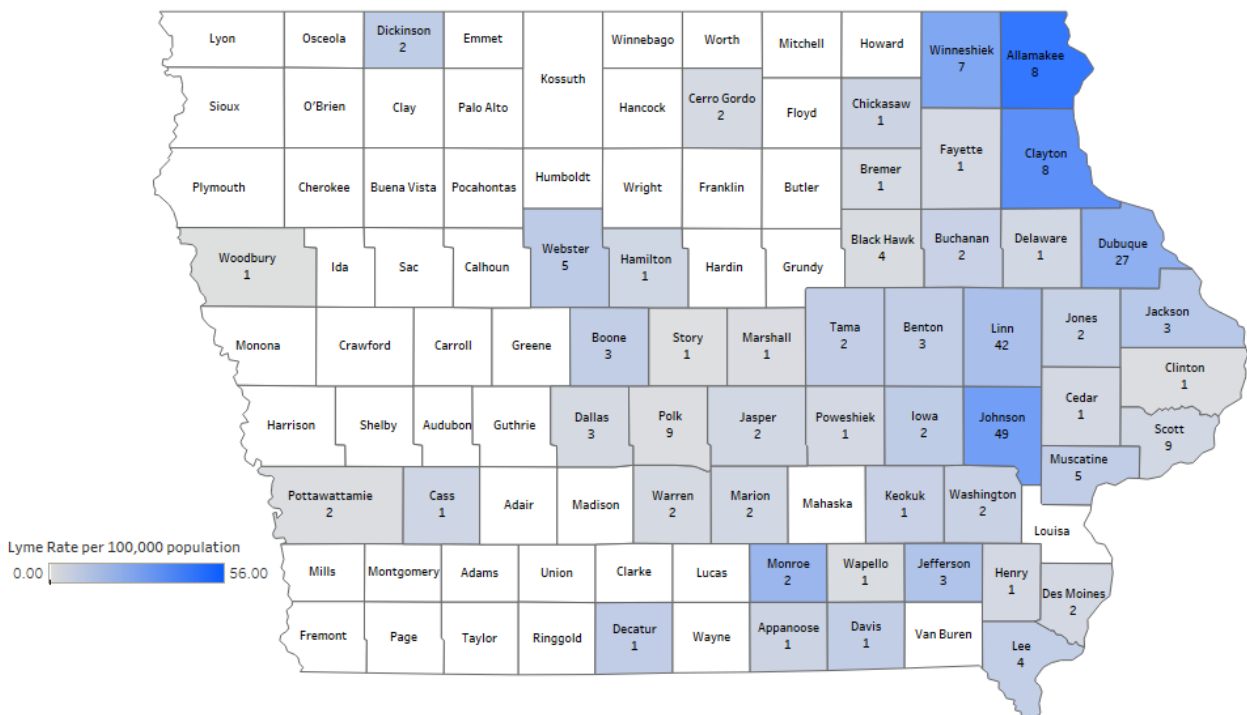 Lyon
Osceola
Dickinson
2
Emmet
Kossuth
Winnebago
Worth
Mitchell
Howard
Winneshiek
7
Allamakee
8
Sioux
O'Brien
Clay
Palo Alto
Hancock
Cerro Gordo
2
Floyd
Chickasaw
1
Fayette
1
Clayton
8
Plymouth
Cherokee
Buena Vista
Pocahontas
Humboldt
Wright
Franklin
Butler
Bremer
1
Woodbury
1
Ida
Sac
Calhoun
Webster
5
Hamilton
1
Hardin
Grundy
Black Hawk
4
Buchanan
2
Delaware
1
Dubuque
27
Monona
Crawford
Carroll
Greene
Boone
3
Story
1
Marshall
1
Tama
2
Benton
3
Linn
42
Jones
2
Jackson
3
Clinton
1
Harrison
Shelby
Audubon
Guthrie
Dallas
3
Polk
9
Jasper
2
Poweshiek
1
Iowa
2
Johnson
49
Cedar
1
Scott
9
Muscatine
5
Pottawattamie
2
Cass
1
Adair
Madison
Warren
2
Marion
2
Mahaska
Keokuk
1
Washington
2
Louisa
Lyme Rate per 100,000 population
0.00
56.00
Mills
Montgomery
Adams
Union
Clarke
Lucas
Monroe
2
Wapello
1
Jefferson
3
Henry
1
Des Moines
2
Fremont
Page
Taylor
Ringgold
Decatur
1
Wayne
Appanoose
1
Davis
1
Van Buren
Lee
4